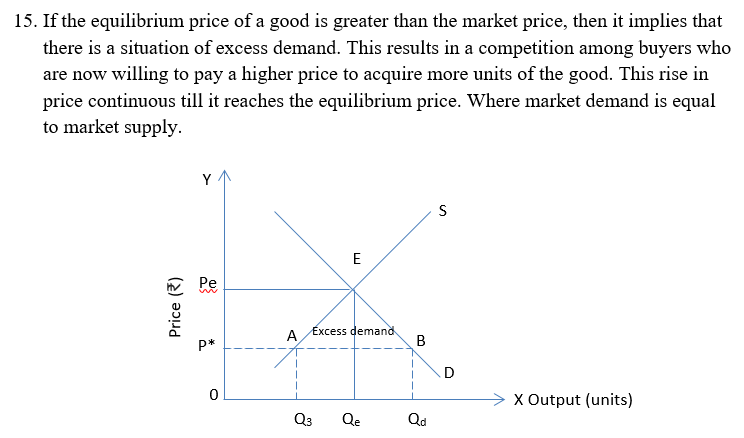 15. If the equilibrium price of a good is greater than the market price, then it implies that
there is a situation of excess demand. This results in a competition among buyers who
are now willing to pay a higher price to acquire more units of the good. This rise in
price continuous till it reaches the equilibrium price. Where market demand is equal
to market supply.
Y
S
E
Pe
Price (₹)
A
Excess demand
B
P*
D
0
X Output (units)
Q₃
Qₑ
Qd